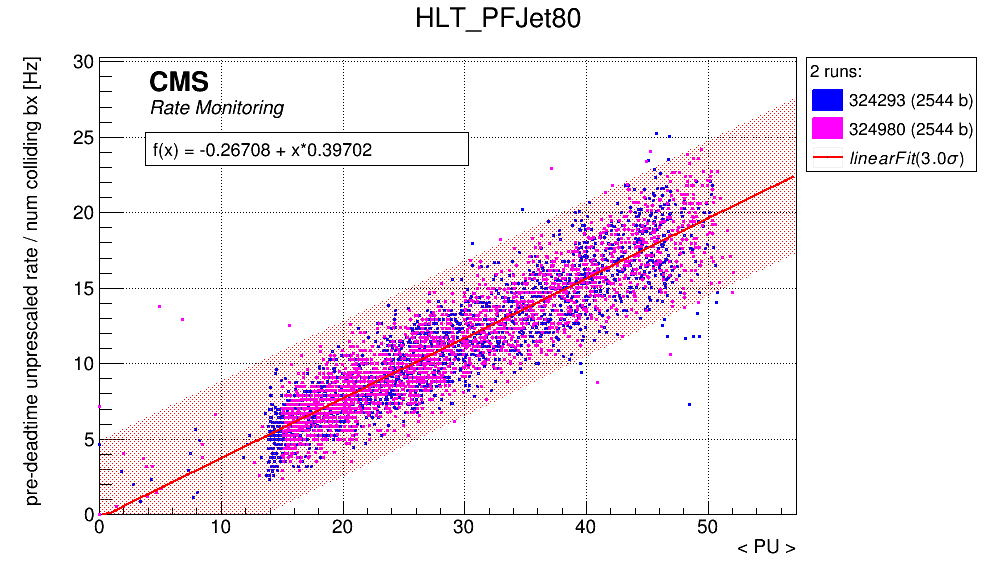 HLT_PFJet80
pre-deadtime unprescaled rate / num colliding bx [Hz]
30
25
20
15
10
5
0
CMS
Rate Monitoring
f(x) = -0.26708 + x*0.39702
2 runs:
324293 (2544 b)
324980 (2544 b)
linearFit(3.0σ)
0 10 20 30 40 50
< PU >